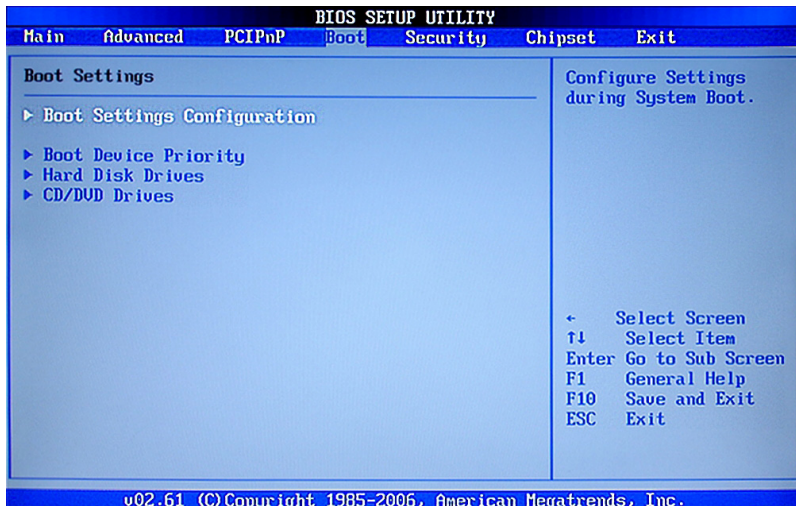 BIOS SETUP UTILITY
Main Advanced PCIPnP Boot Security Chipset Exit
Boot Settings
▶ Boot Settings Configuration
▶ Boot Device Priority
▶ Hard Disk Drives
▶ CD/DVD Drives
Configure Settings
during System Boot.
← Select Screen
↑↓ Select Item
Enter Go to Sub Screen
F1 General Help
F10 Save and Exit
ESC Exit
v02.61 (C)Copyright 1985-2006, American Megatrends, Inc.